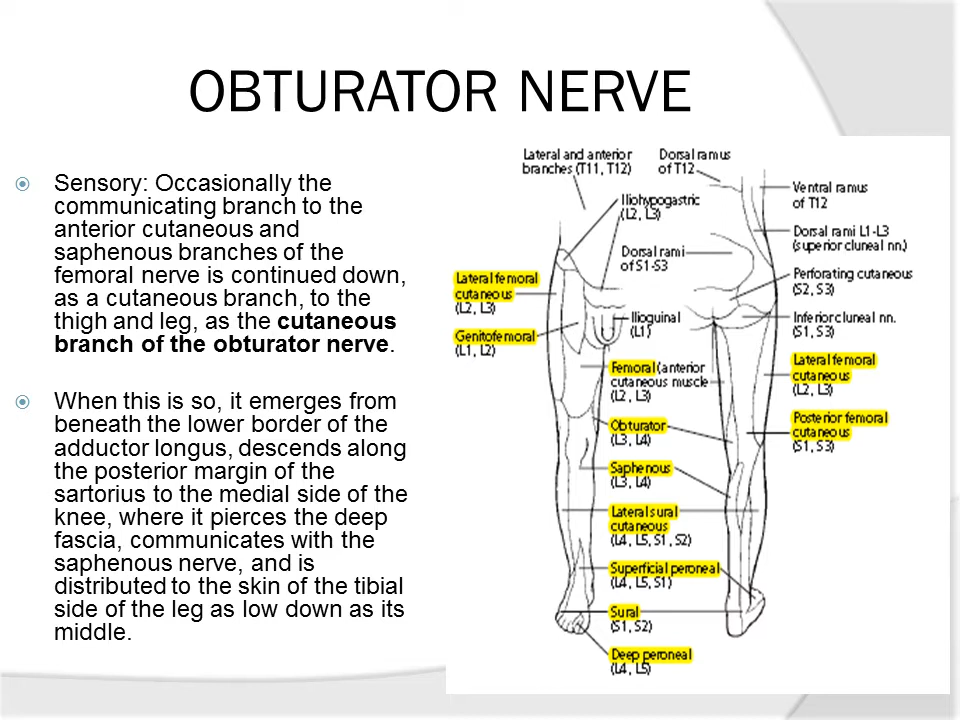 OBTURATOR NERVE
Sensory: Occasionally the
communicating branch to the
anterior cutaneous and
saphenous branches of the
femoral nerve is continued down,
as a cutaneous branch, to the
thigh and leg, as the cutaneous
branch of the obturator nerve.
When this is so, it emerges from
beneath the lower border of the
adductor longus, descends along
the posterior margin of the
sartorius to the medial side of the
knee, where it pierces the deep
fascia, communicates with the
saphenous nerve, and is
distributed to the skin of the tibial
side of the leg as low down as its
middle.
Lateral and anterior
branches (T11, T12)
Dorsal ramus
of T12
Iliohypogastric
(L2, L3)
Ventral ramus
of T12
Dorsal rami L1-L3
(superior cluneal nn.)
Dorsal rami
of S1-S3
Perforating cutaneous
(S2, S3)
Lateral femoral
cutaneous
(L2, L3)
Ilioguinal
(L1)
Inferior cluneal nn.
(S1, S3)
Genitofemoral
(L1, L2)
Femoral (anterior
cutaneous muscle
(L2, L3)
Lateral femoral
cutaneous
(L2, L3)
Obturator
(L3, L4)
Posterior femoral
cutaneous
(S1, S3)
Saphenous
(L3, L4)
Lateral sural
cutaneous
(L4, L5, S1, S2)
Superficial peroneal
(L4, L5, S1)
Sural
(S1, S2)
Deep peroneal
(L4, L5)